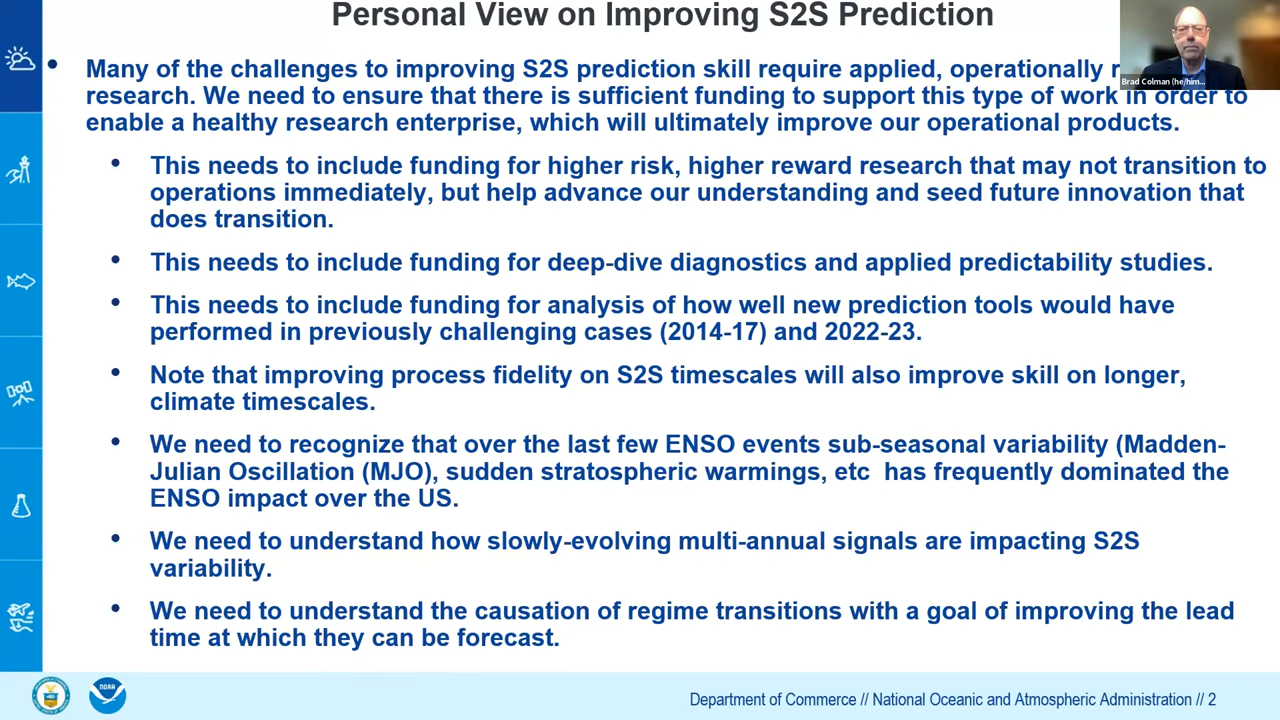 Personal View on Improving S2S Prediction
Brad Colman (he/him...
• Many of the challenges to improving S2S prediction skill require applied, operationally r
research. We need to ensure that there is sufficient funding to support this type of work in order to
enable a healthy research enterprise, which will ultimately improve our operational products.
• This needs to include funding for higher risk, higher reward research that may not transition to
operations immediately, but help advance our understanding and seed future innovation that
does transition.
• This needs to include funding for deep-dive diagnostics and applied predictability studies.
• This needs to include funding for analysis of how well new prediction tools would have
performed in previously challenging cases (2014-17) and 2022-23.
• Note that improving process fidelity on S2S timescales will also improve skill on longer,
climate timescales.
• We need to recognize that over the last few ENSO events sub-seasonal variability (Madden-
Julian Oscillation (MJO), sudden stratospheric warmings, etc  has frequently dominated the
ENSO impact over the US.
• We need to understand how slowly-evolving multi-annual signals are impacting S2S
variability.
• We need to understand the causation of regime transitions with a goal of improving the lead
time at which they can be forecast.
NOAA
Department of Commerce // National Oceanic and Atmospheric Administration // 2